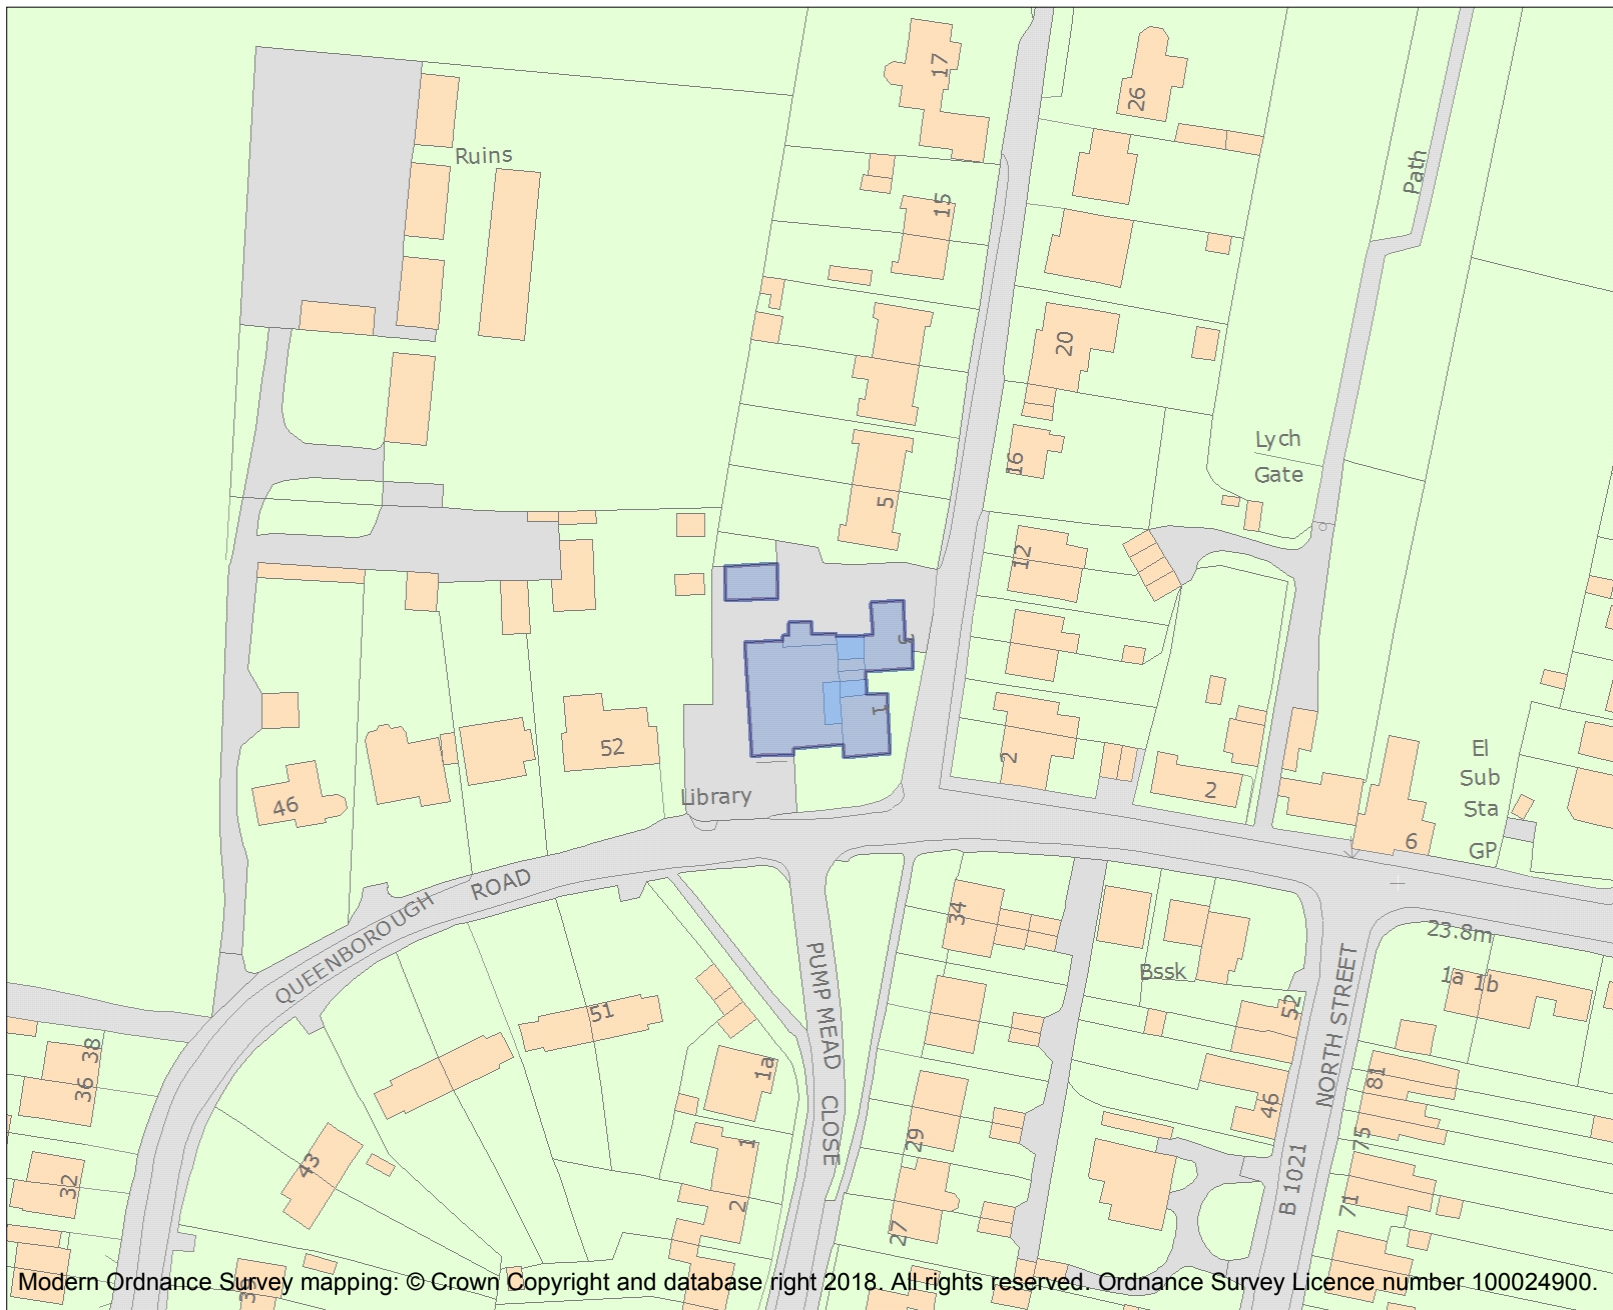 17
26
Ruins
Path
15
20
Lych
Gate
16
5
12
3
1
52
2
2
El
Sub
Sta
46
Library
6
GP
QUEENBOROUGH ROAD
34
23.8m
PUMP MEAD CLOSE
Bssk
1a 1b
51
52
NORTH STREET
38
36
1a
81
46
29
1
75
43
32
2
B 1021
71
27
39
Modern Ordnance Survey mapping: © Crown Copyright and database right 2018. All rights reserved. Ordnance Survey Licence number 100024900.